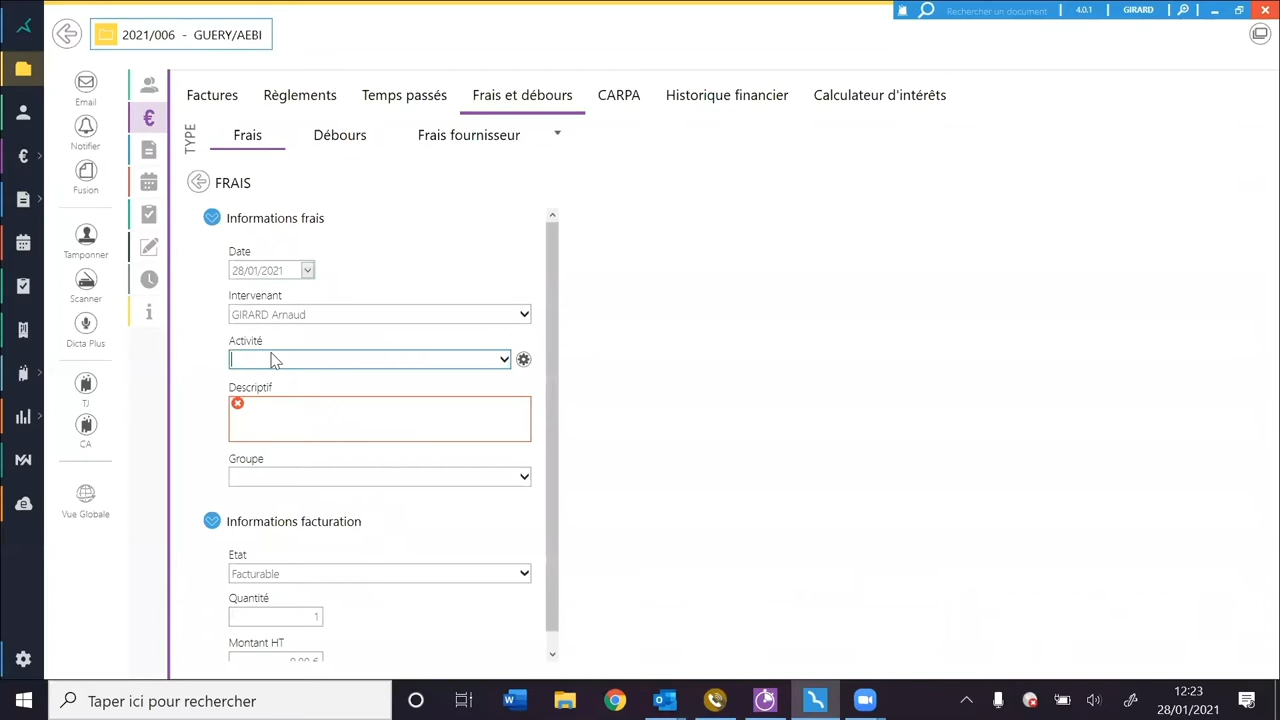 Rechercher un document
4.0.1
GIRARD
2021/006 - GUERY/AEBI
Email
Notifier
Fusion
Tamponner
Scanner
Dicta Plus
TJ
CA
Vue Globale
Factures
Règlements
Temps passés
Frais et débours
CARPA
Historique financier
Calculateur d'intérêts
TYPE
Frais
Débours
Frais fournisseur
FRAIS
Informations frais
Date
28/01/2021
Intervenant
GIRARD Arnaud
Activité
Descriptif
Groupe
Informations facturation
Etat
Facturable
Quantité
1
Montant HT
Taper ici pour rechercher
12:23
28/01/2021